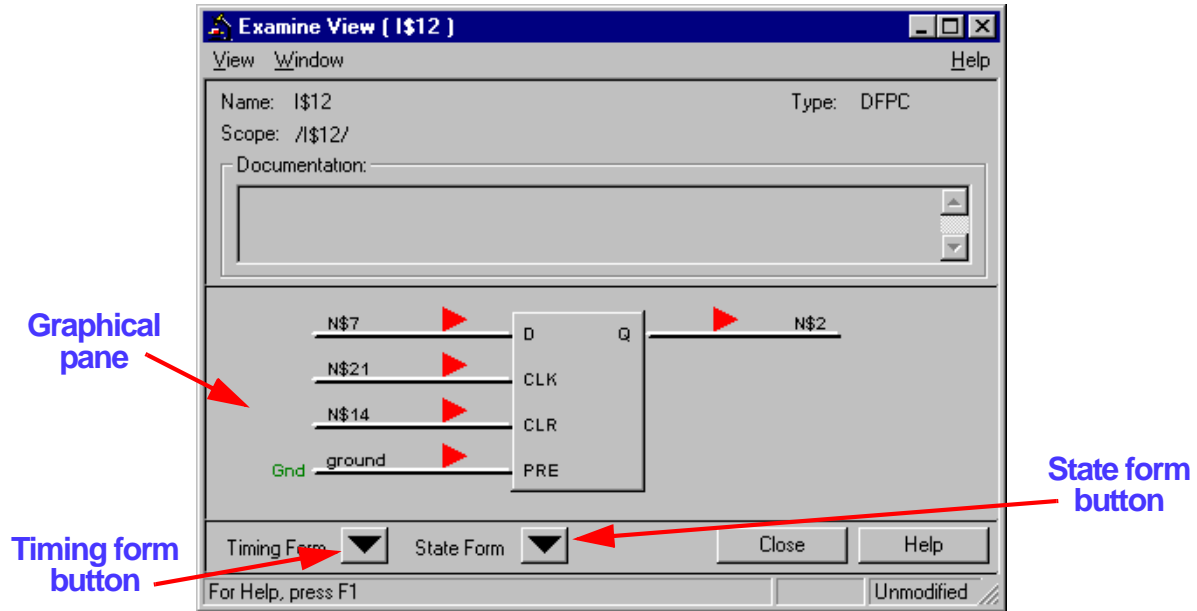 Examine View ( I$12 )
View Window Help
Name: I$12 Type: DFPC
Scope: /I$12/
Documentation:
Graphical
pane
N$7 D Q N$2
N$21 CLK
N$14 CLR
Gnd ground PRE
State form
button
Timing form
button
Timing Form State Form Close Help
For Help, press F1 Unmodified